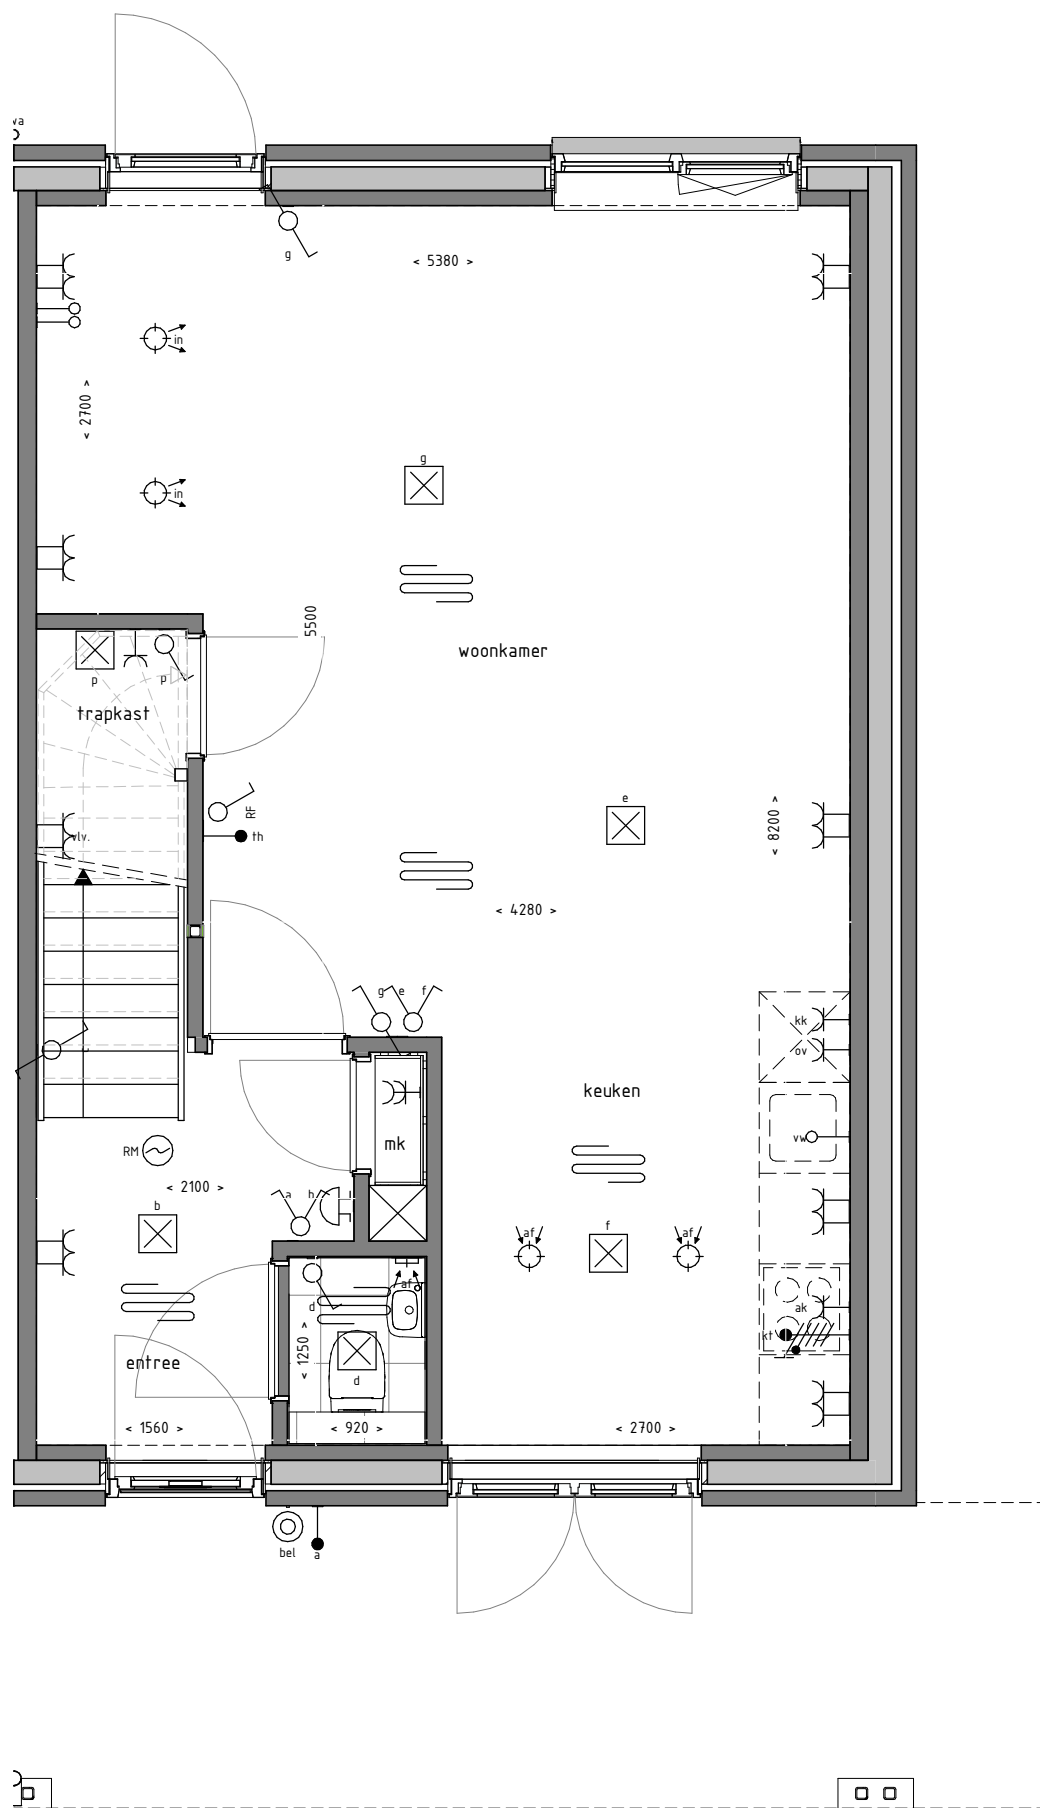 va
g
< 5380 >
in
< 2700 >
g
in
5500
woonkamer
p
p
trapkast
e
RF
vlv.
th
< 8200 >
< 4280 >
g e f
kk
ov
keuken
vw
mk
RM
< 2100 >
a b
b
af
f
af
af
d
ak
kf
< 1250 >
entree
d
< 1560 >
< 920 >
< 2700 >
bel
a